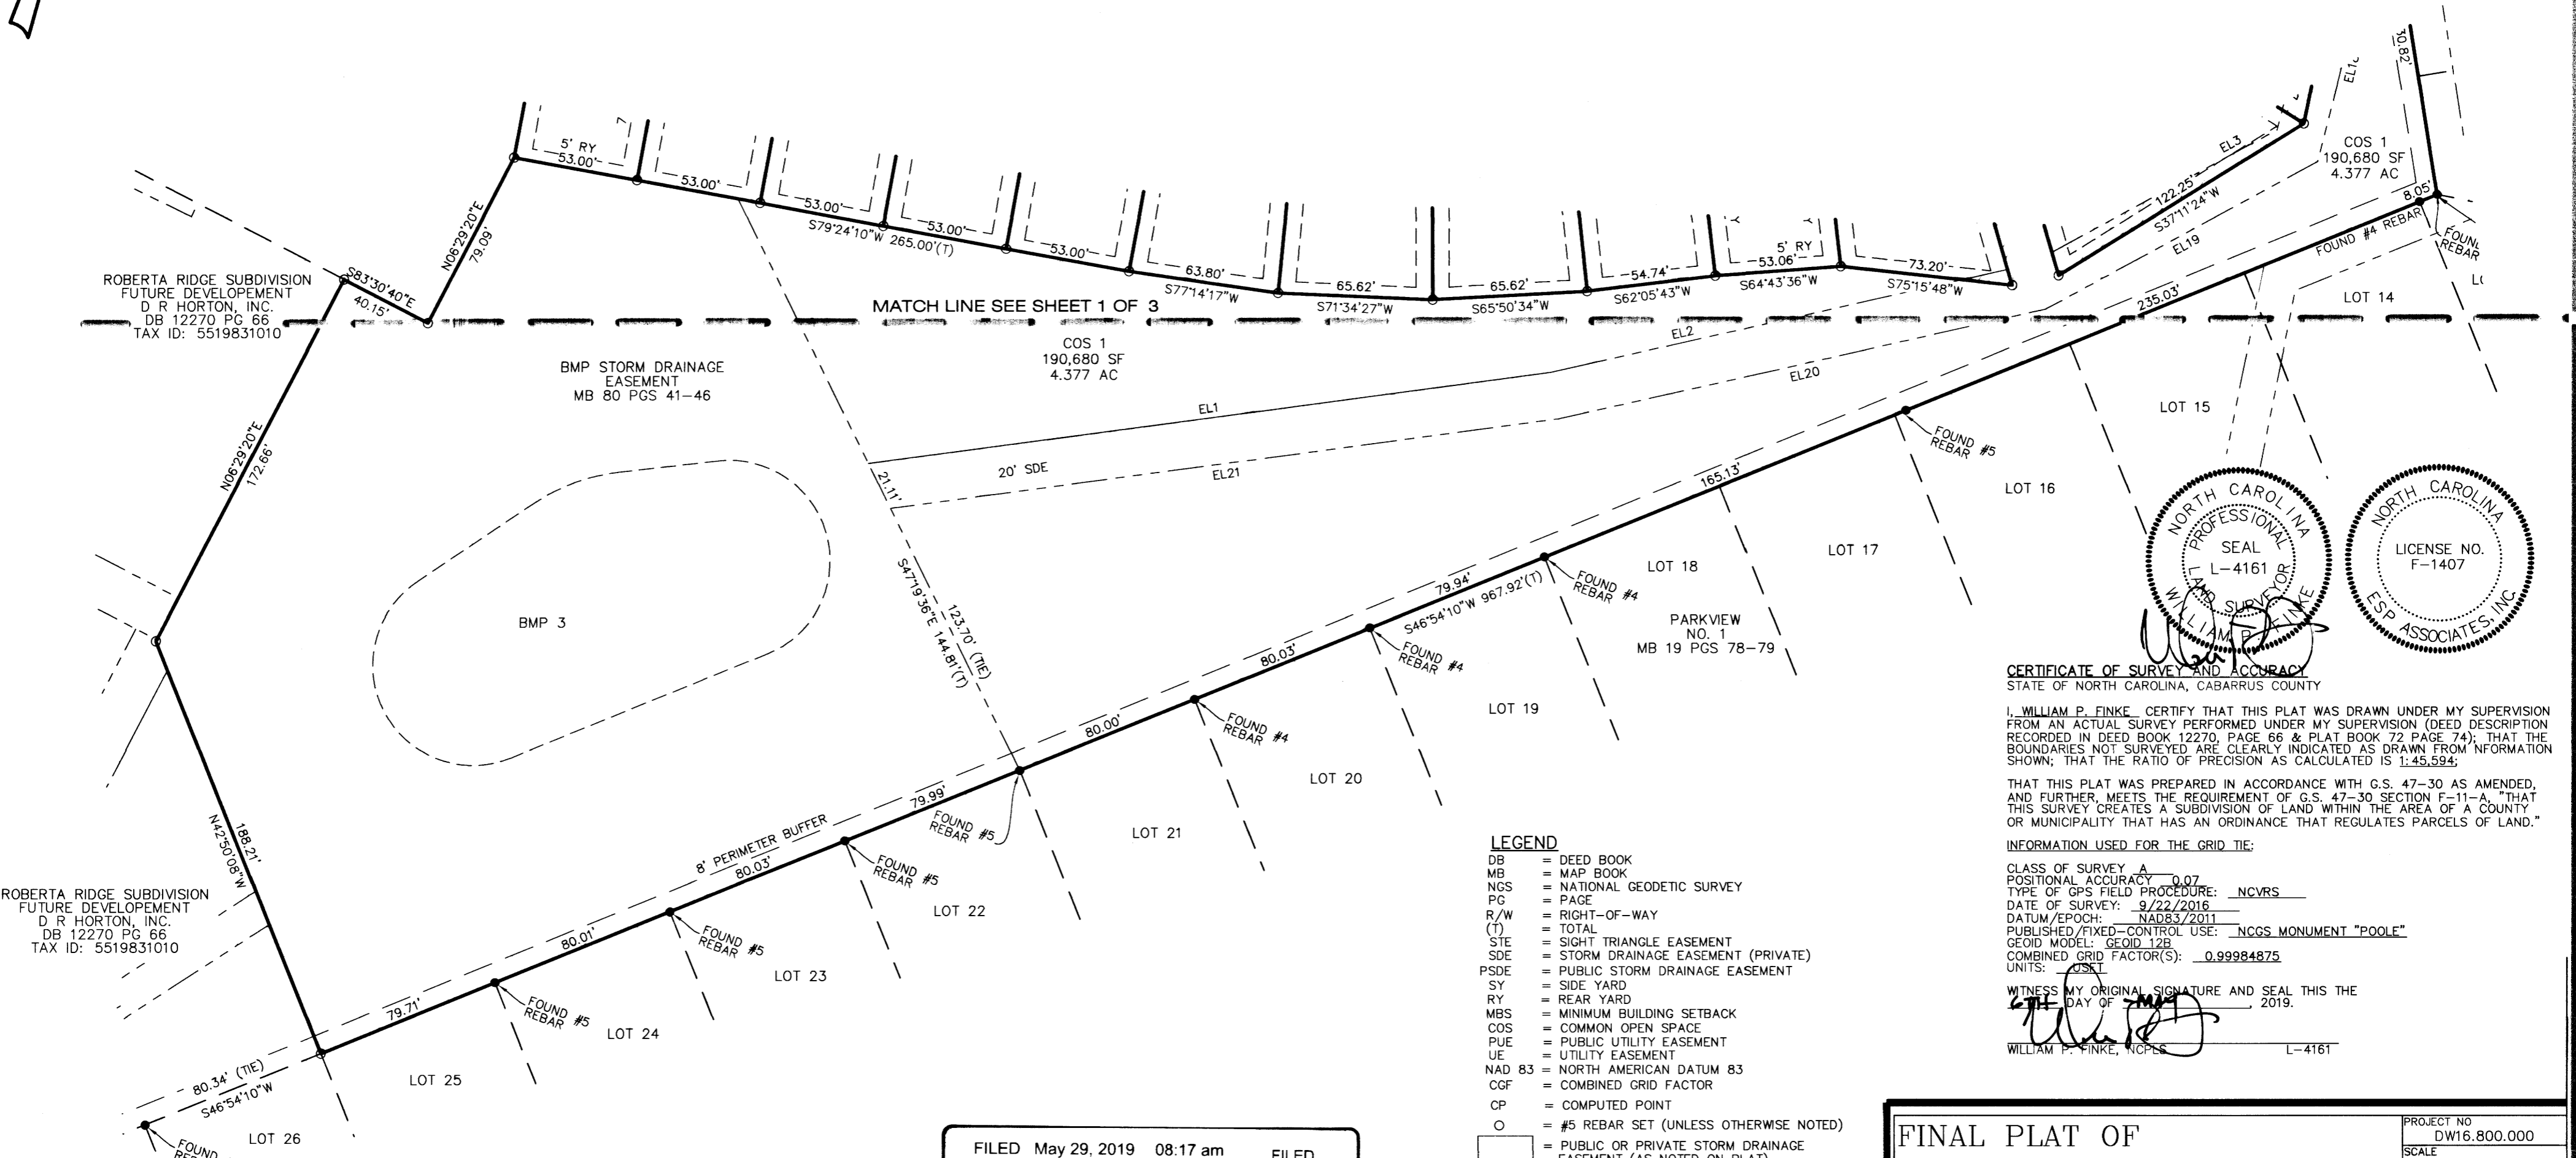 30.82'
EL3
122.25'
S37°11'24"W
EL19
COS 1
190,680 SF
4.377 AC
8.05'
FOUND #4 REBAR
REBAR
5' RY
53.00'
53.00'
53.00'
53.00'
53.00'
S79°24'10"W 265.00'(T)
63.80'
S77°14'17"W
65.62'
S71°34'27"W
65.62'
S65°50'34"W
54.74'
S62°05'43"W
5' RY
53.06'
S64°43'36"W
73.20'
S75°15'48"W
N06°29'20"E
79.09'
S83°30'40"E
40.15'
ROBERTA RIDGE SUBDIVISION
FUTURE DEVELOPEMENT
D R HORTON, INC.
DB 12270 PG 66
TAX ID: 5519831010
MATCH LINE SEE SHEET 1 OF 3
235.03'
LOT 14
COS 1
190,680 SF
4.377 AC
EL2
EL20
EL1
EL21
20' SDE
BMP STORM DRAINAGE
EASEMENT
MB 80 PGS 41-46
N06°29'20"E
172.66'
21.11'
S47°19'36"E 144.81'(T)
123.70' (TIE)
BMP 3
LOT 15
FOUND #5
REBAR
LOT 16
165.13'
LOT 17
LOT 18
FOUND #4
REBAR
79.94'
S46°54'10"W 967.92'(T)
PARKVIEW
NO. 1
MB 19 PGS 78-79
FOUND #4
REBAR
80.03'
LOT 19
FOUND #4
REBAR
80.00'
LOT 20
FOUND #5
REBAR
79.99'
LOT 21
8' PERIMETER BUFFER
80.03'
FOUND #5
REBAR
LOT 22
80.01'
FOUND #5
REBAR
LOT 23
79.71'
FOUND #5
REBAR
LOT 24
LOT 25
188.21'
N42°50'08"W
ROBERTA RIDGE SUBDIVISION
FUTURE DEVELOPEMENT
D R HORTON, INC.
DB 12270 PG 66
TAX ID: 5519831010
80.34' (TIE)
S46°54'10"W
LOT 26
FOUND
NORTH CAROLINA
PROFESSIONAL
SEAL
L-4161
LAND SURVEYOR
WILLIAM P. FINKE
NORTH CAROLINA
LICENSE NO.
F-1407
ESP ASSOCIATES, INC.
CERTIFICATE OF SURVEY AND ACCURACY
STATE OF NORTH CAROLINA, CABARRUS COUNTY
I, WILLIAM P. FINKE CERTIFY THAT THIS PLAT WAS DRAWN UNDER MY SUPERVISION
FROM AN ACTUAL SURVEY PERFORMED UNDER MY SUPERVISION (DEED DESCRIPTION
RECORDED IN DEED BOOK 12270, PAGE 66 & PLAT BOOK 72 PAGE 74); THAT THE
BOUNDARIES NOT SURVEYED ARE CLEARLY INDICATED AS DRAWN FROM NFORMATION
SHOWN; THAT THE RATIO OF PRECISION AS CALCULATED IS 1:45,594;
THAT THIS PLAT WAS PREPARED IN ACCORDANCE WITH G.S. 47-30 AS AMENDED,
AND FURTHER, MEETS THE REQUIREMENT OF G.S. 47-30 SECTION F-11-A, "THAT
THIS SURVEY CREATES A SUBDIVISION OF LAND WITHIN THE AREA OF A COUNTY
OR MUNICIPALITY THAT HAS AN ORDINANCE THAT REGULATES PARCELS OF LAND."
INFORMATION USED FOR THE GRID TIE:
CLASS OF SURVEY A
POSITIONAL ACCURACY 0.07
TYPE OF GPS FIELD PROCEDURE: NCVRS
DATE OF SURVEY: 9/22/2016
DATUM/EPOCH: NAD83/2011
PUBLISHED/FIXED-CONTROL USE: NCGS MONUMENT "POOLE"
GEOID MODEL: GEOID 12B
COMBINED GRID FACTOR(S): 0.99984875
UNITS: USFT
WITNESS MY ORIGINAL SIGNATURE AND SEAL THIS THE
6TH DAY OF MAY, 2019.
WILLIAM P. FINKE, NCPLS L-4161
LEGEND
DB = DEED BOOK
MB = MAP BOOK
NGS = NATIONAL GEODETIC SURVEY
PG = PAGE
R/W = RIGHT-OF-WAY
(T) = TOTAL
STE = SIGHT TRIANGLE EASEMENT
SDE = STORM DRAINAGE EASEMENT (PRIVATE)
PSDE = PUBLIC STORM DRAINAGE EASEMENT
SY = SIDE YARD
RY = REAR YARD
MBS = MINIMUM BUILDING SETBACK
COS = COMMON OPEN SPACE
PUE = PUBLIC UTILITY EASEMENT
UE = UTILITY EASEMENT
NAD 83 = NORTH AMERICAN DATUM 83
CGF = COMBINED GRID FACTOR
CP = COMPUTED POINT
O = #5 REBAR SET (UNLESS OTHERWISE NOTED)
= PUBLIC OR PRIVATE STORM DRAINAGE
EASEMENT (AS NOTED ON PLAT)
FILED May 29, 2019 08:17 am FILED
FINAL PLAT OF
PROJECT NO
DW16.800.000
SCALE